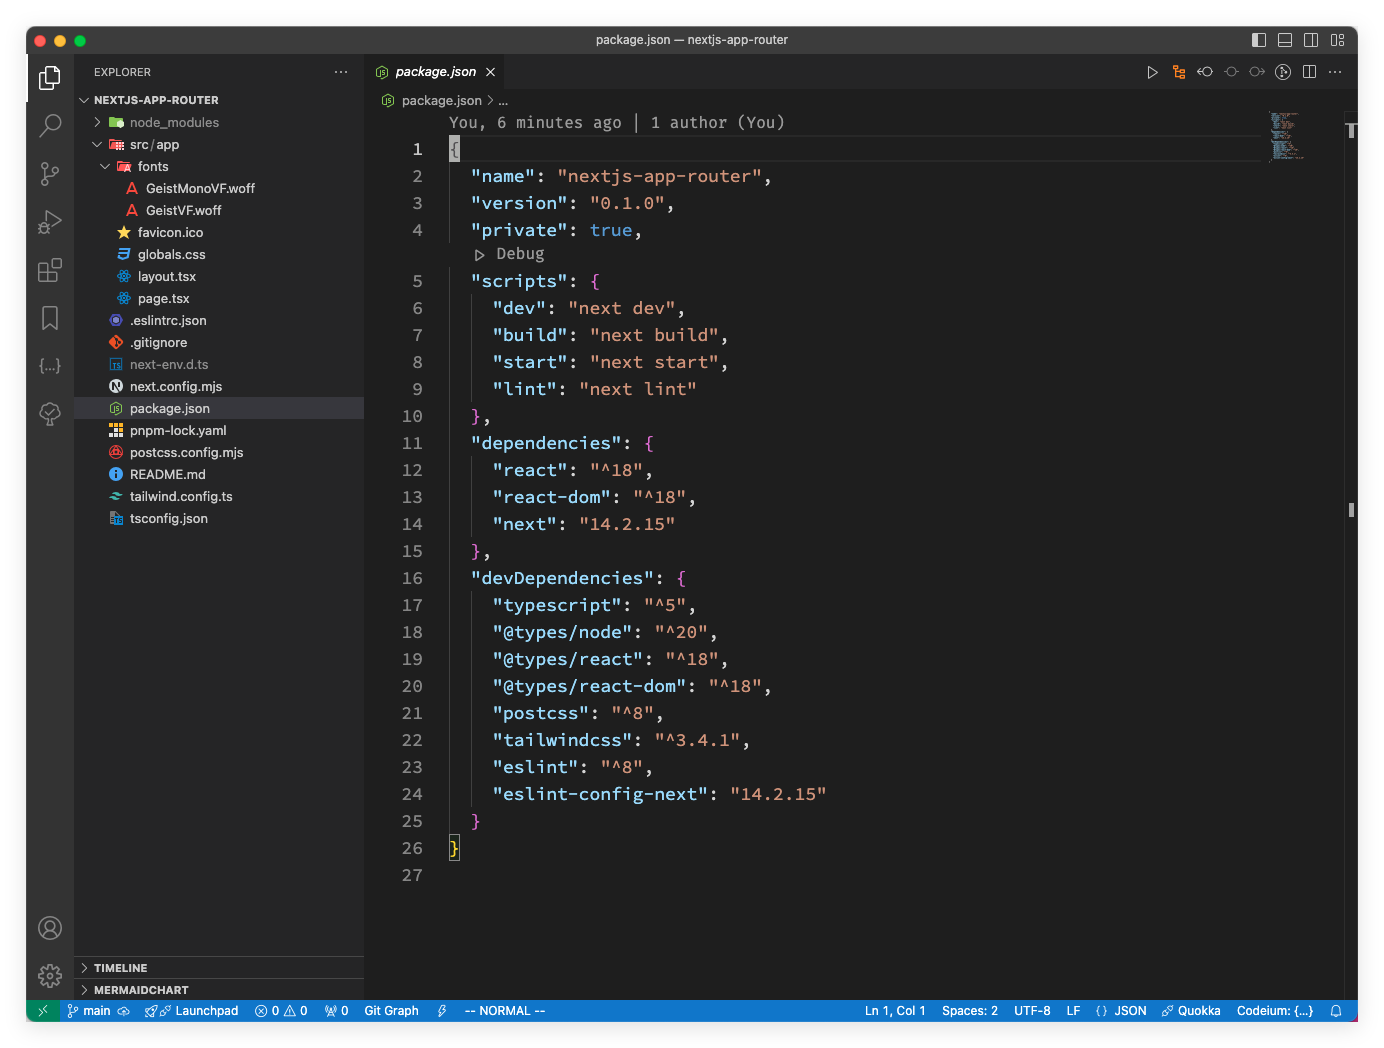 package.json — nextjs-app-router
EXPLORER
NEXTJS-APP-ROUTER
node_modules
src/app
fonts
GeistMonoVF.woff
GeistVF.woff
favicon.ico
globals.css
layout.tsx
page.tsx
.eslintrc.json
.gitignore
next-env.d.ts
next.config.mjs
package.json
pnpm-lock.yaml
postcss.config.mjs
README.md
tailwind.config.ts
tsconfig.json
TIMELINE
MERMAIDCHART
package.json
package.json > ...
You, 6 minutes ago | 1 author (You)
1 {
2 "name": "nextjs-app-router",
3 "version": "0.1.0",
4 "private": true,
Debug
5 "scripts": {
6 "dev": "next dev",
7 "build": "next build",
8 "start": "next start",
9 "lint": "next lint"
10 },
11 "dependencies": {
12 "react": "^18",
13 "react-dom": "^18",
14 "next": "14.2.15"
15 },
16 "devDependencies": {
17 "typescript": "^5",
18 "@types/node": "^20",
19 "@types/react": "^18",
20 "@types/react-dom": "^18",
21 "postcss": "^8",
22 "tailwindcss": "^3.4.1",
23 "eslint": "^8",
24 "eslint-config-next": "14.2.15"
25 }
26 }
27
main Launchpad 0 0 0 Git Graph -- NORMAL -- Ln 1, Col 1 Spaces: 2 UTF-8 LF {} JSON Quokka Codeium: {...}